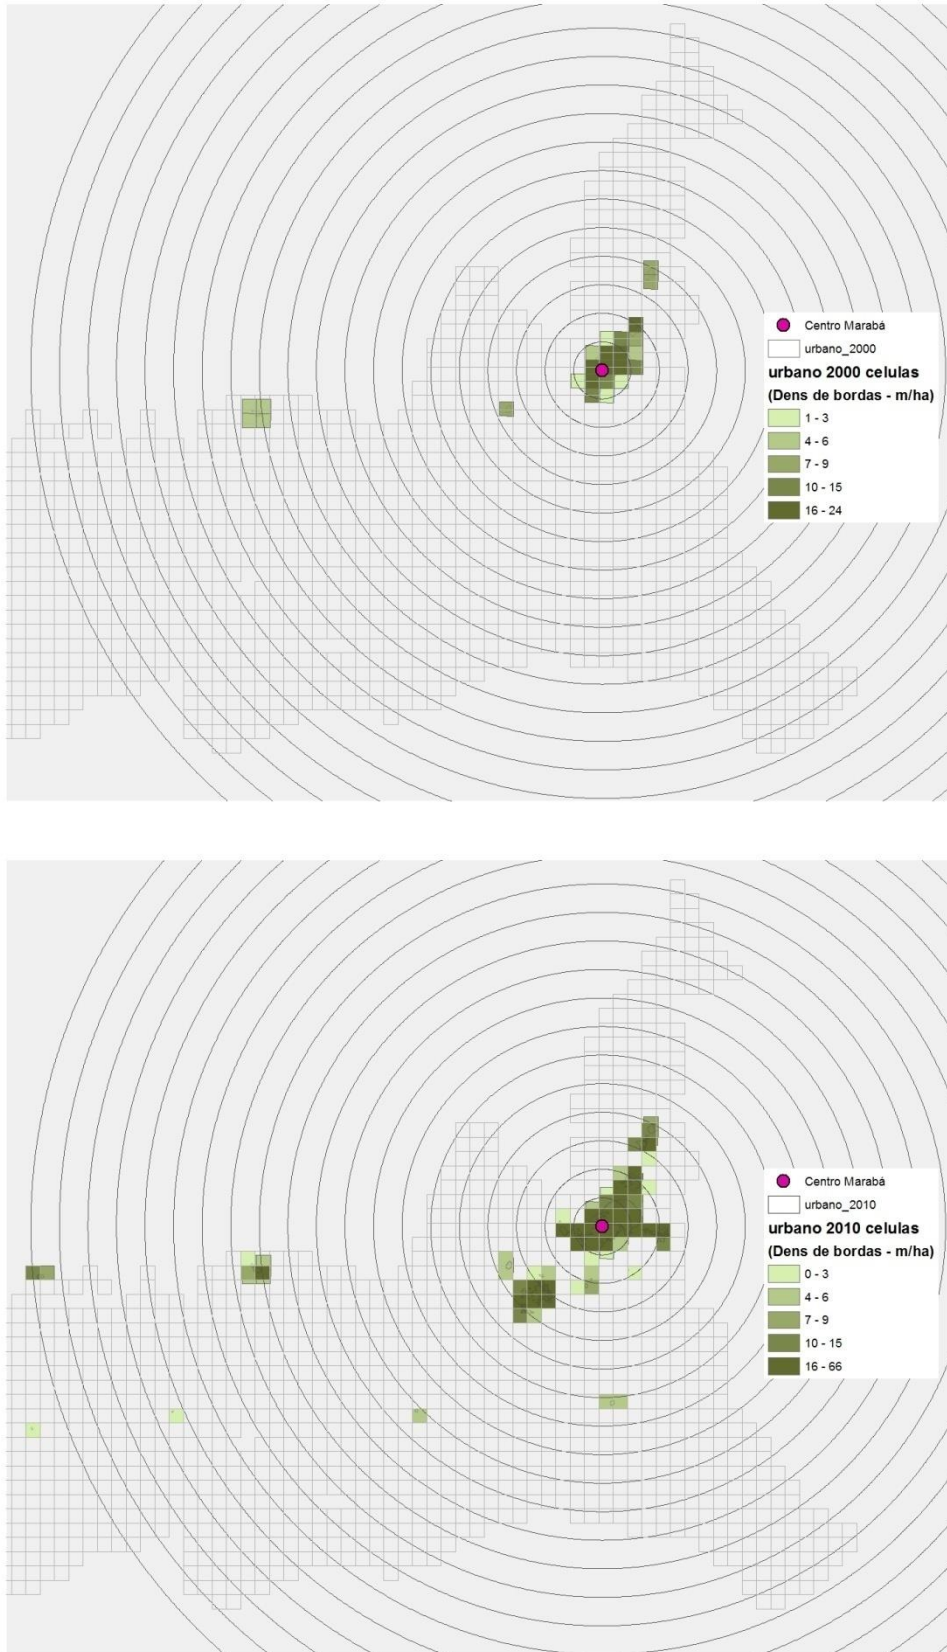 Centro Marabá
urbano_2000
urbano 2000 celulas
(Dens de bordas - m/ha)
1 - 3
4 - 6
7 - 9
10 - 15
16 - 24
Centro Marabá
urbano_2010
urbano 2010 celulas
(Dens de bordas - m/ha)
0 - 3
4 - 6
7 - 9
10 - 15
16 - 66